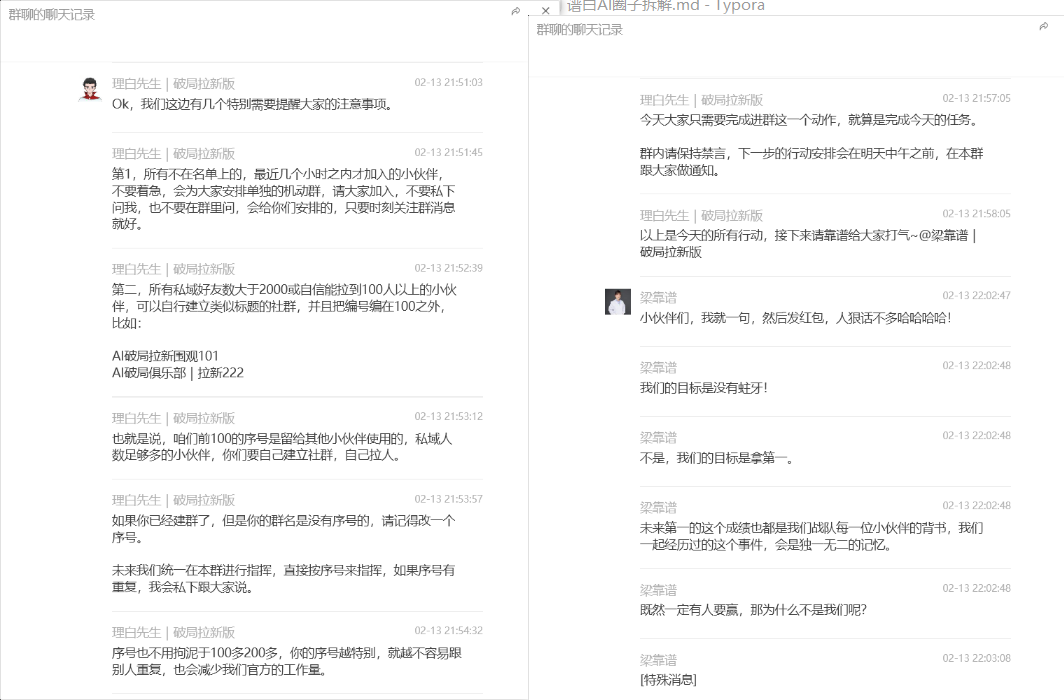 群聊的聊天记录
理白先生 | 破局拉新版
02-13 21:51:03
Ok，我们这边有几个特别需要提醒大家的注意事项。
理白先生 | 破局拉新版
02-13 21:51:45
第1，所有不在名单上的，最近几个小时之内才加入的小伙伴，
不要着急，会为大家安排单独的机动群，请大家加入，不要私下
问我，也不要在群里问，会给你们安排的，只要时刻关注群消息
就好。
理白先生 | 破局拉新版
02-13 21:52:39
第二，所有私域好友数大于2000或自信能拉到100人以上的小伙
伴，可以自行建立类似标题的社群，并且把编号编在100之外，
比如：
AI破局拉新围观101
AI破局俱乐部 | 拉新222
理白先生 | 破局拉新版
02-13 21:53:12
也就是说，咱们前100的序号是留给其他小伙伴使用的，私域人
数足够多的小伙伴，你们要自己建立社群，自己拉人。
理白先生 | 破局拉新版
02-13 21:53:57
如果你已经建群了，但是你的群名是没有序号的，请记得改一个
序号。
未来我们统一在本群进行指挥，直接按序号来指挥，如果序号有
重复，我会私下跟大家说。
理白先生 | 破局拉新版
02-13 21:54:32
序号也不用拘泥于100多200多，你的序号越特别，就越不容易跟
别人重复，也会减少我们官方的工作量。
谱曰AI圈子拆解.md - Typora
群聊的聊天记录
理白先生 | 破局拉新版
02-13 21:57:05
今天大家只需要完成进群这一个动作，就算是完成今天的任务。
群内请保持禁言，下一步的行动安排会在明天中午之前，在本群
跟大家做通知。
理白先生 | 破局拉新版
02-13 21:58:05
以上是今天的所有行动，接下来请靠谱给大家打气~@梁靠谱 |
破局拉新版
梁靠谱
02-13 22:02:47
小伙伴们，我就一句，然后发红包，人狠话不多哈哈哈哈！
梁靠谱
02-13 22:02:48
我们的目标是没有蛀牙！
梁靠谱
02-13 22:02:48
不是，我们的目标是拿第一。
梁靠谱
02-13 22:02:48
未来第一的这个成绩也都是我们战队每一位小伙伴的背书，我们
一起经历过的这个事件，会是独一无二的记忆。
梁靠谱
02-13 22:02:48
既然一定有人要赢，那为什么不是我们呢？
梁靠谱
02-13 22:03:08
[特殊消息]